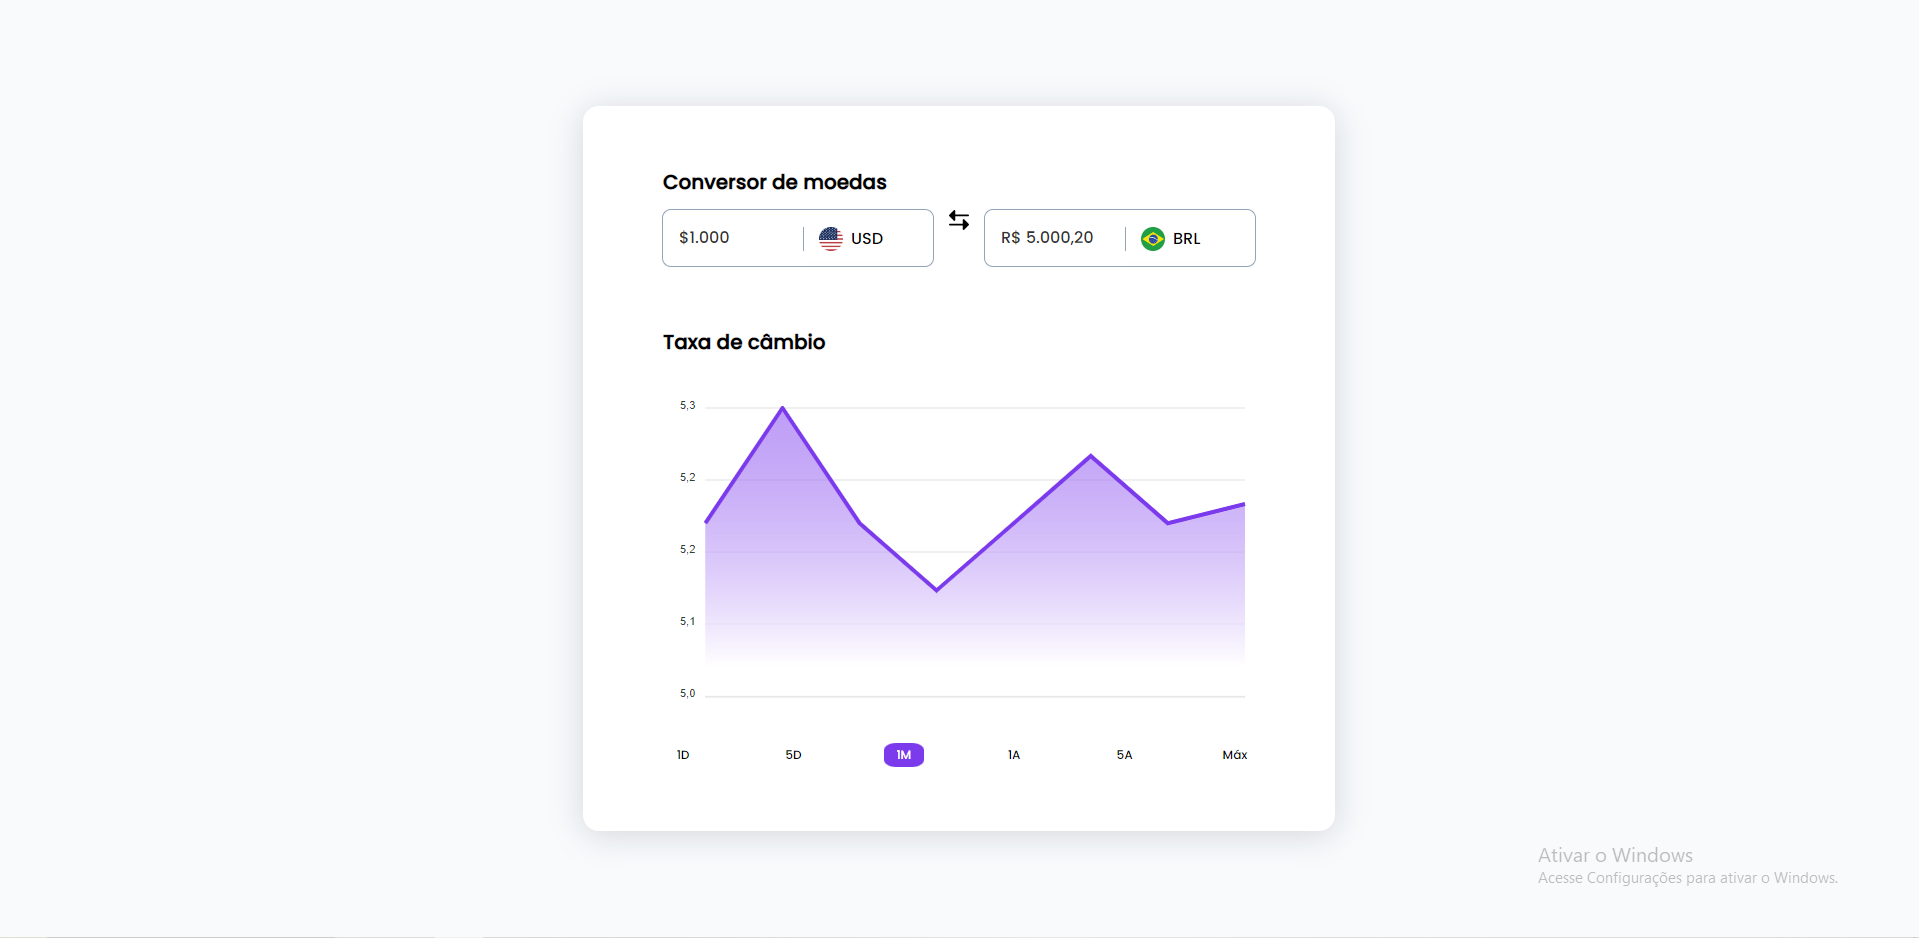 Conversor de moedas
$1.000 USD R$ 5.000,20 BRL
Taxa de câmbio
5,3
5,2
5,2
5,1
5,0
1D 5D 1M 1A 5A Máx
Ativar o Windows
Acesse Configurações para ativar o Windows.